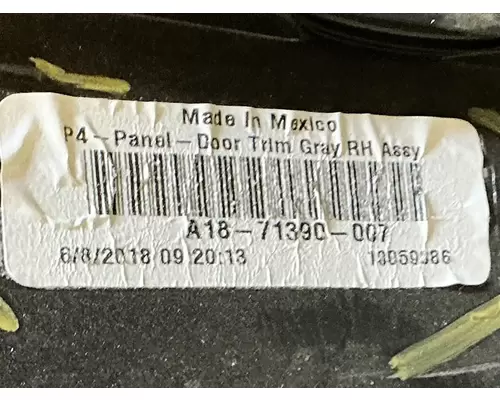 Made In Mexico
P4-Panel-Door Trim Gray RH Assy
A18-71390-007
6/8/2018 09 20:13 13059386